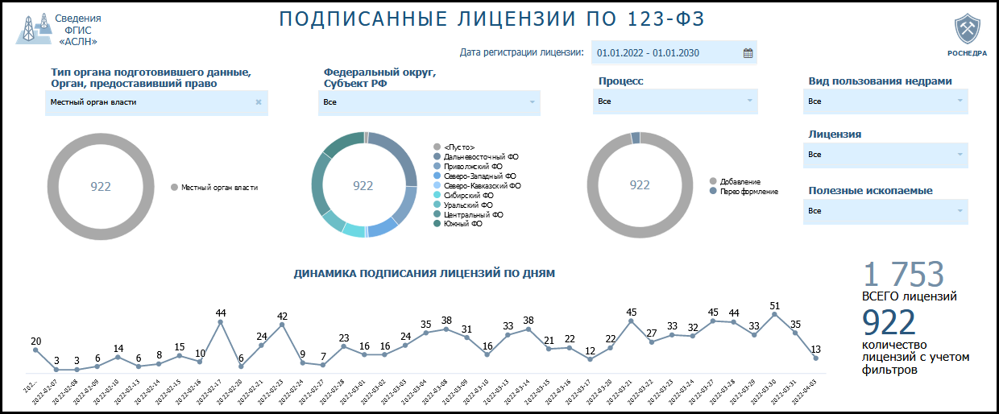 Сведения
ФГИС
«АСЛН»
ПОДПИСАННЫЕ ЛИЦЕНЗИИ ПО 123-ФЗ
РОСНЕДРА
Дата регистрации лицензии: 01.01.2022 - 01.01.2030
Тип органа подготовившего данные,
Орган, предоставивший право
Местный орган власти
Федеральный округ,
Субъект РФ
Все
Процесс
Все
Вид пользования недрами
Все
Лицензия
Все
Полезные ископаемые
Все
922
Местный орган власти
922
<Пусто>
Дальневосточный ФО
Приволжский ФО
Северо-Западный ФО
Северо-Кавказский ФО
Сибирский ФО
Уральский ФО
Центральный ФО
Южный ФО
922
Добавление
Переоформление
ДИНАМИКА ПОДПИСАНИЯ ЛИЦЕНЗИЙ ПО ДНЯМ
20 3 3 6 14 6 8 15 10 44 6 24 42 9 7 23 16 16 24 35 38 31 16 33 38 21 22 12 22 45 27 33 32 45 44 33 51 35 13
202... 2022-02-07 2022-02-08 2022-02-09 2022-02-10 2022-02-13 2022-02-14 2022-02-15 2022-02-16 2022-02-17 2022-02-20 2022-02-21 2022-02-23 2022-02-24 2022-02-27 2022-02-28 2022-03-01 2022-03-02 2022-03-03 2022-03-04 2022-03-08 2022-03-09 2022-03-10 2022-03-13 2022-03-14 2022-03-15 2022-03-16 2022-03-17 2022-03-20 2022-03-21 2022-03-22 2022-03-23 2022-03-24 2022-03-27 2022-03-28 2022-03-29 2022-03-30 2022-03-31 2022-04-03
1 753
ВСЕГО лицензий
922
количество
лицензий с учетом
фильтров